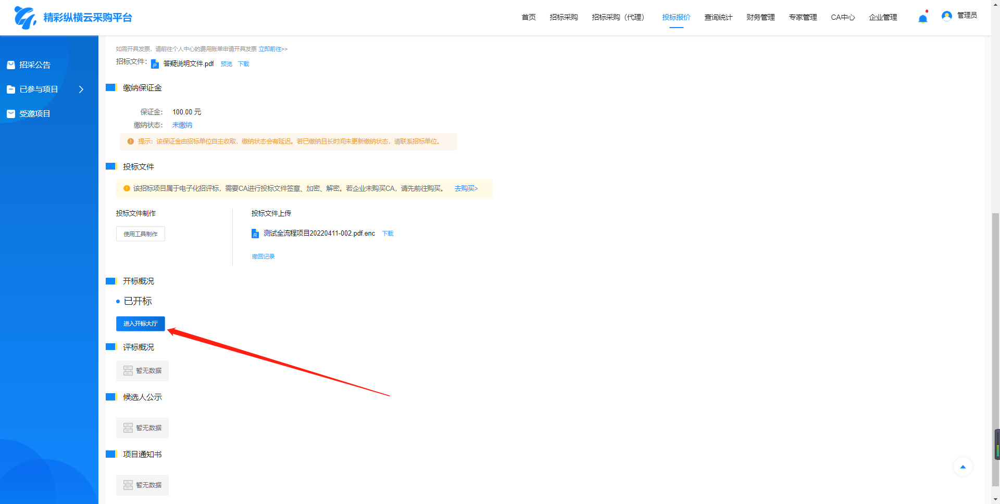 精彩纵横云采购平台
首页 招标采购 招标采购（代理） 投标报价 查询统计 财务管理 专家管理 CA中心 企业管理 管理员
招采公告
已参与项目
受邀项目
如需开具发票，请前往个人中心的费用账单申请开具发票 立即前往>>
招标文件： 答疑说明文件.pdf 预览 下载
缴纳保证金
保证金： 100.00 元
缴纳状态： 未缴纳
提示：该保证金由招标单位自主收取，缴纳状态会有延迟。若已缴纳且长时间未更新缴纳状态，请联系招标单位。
投标文件
该招标项目属于电子化招评标，需要CA进行投标文件签章、加密、解密。若企业未购买CA，请先前往购买。 去购买>
投标文件制作
使用工具制作
投标文件上传
测试全流程项目20220411-002.pdf.enc 下载
撤回记录
开标概况
已开标
进入开标大厅
评标概况
暂无数据
候选人公示
暂无数据
项目通知书
暂无数据